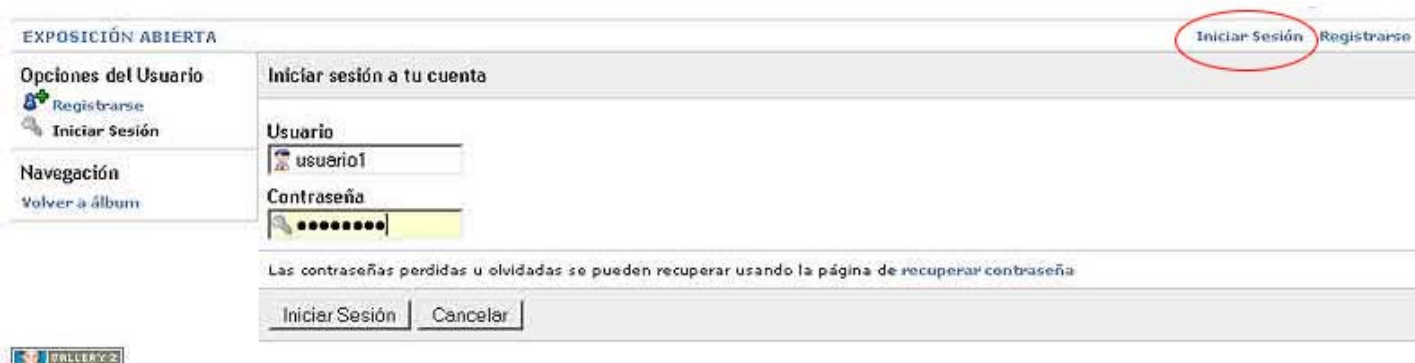 EXPOSICIÓN ABIERTA
Iniciar Sesión Registrarse
Opciones del Usuario
Registrarse
Iniciar Sesión
Navegación
Volver a álbum
Iniciar sesión a tu cuenta
Usuario
usuario1
Contraseña
••••••••
Las contraseñas perdidas u olvidadas se pueden recuperar usando la página de recuperar contraseña
Iniciar Sesión Cancelar
GALLERY 2